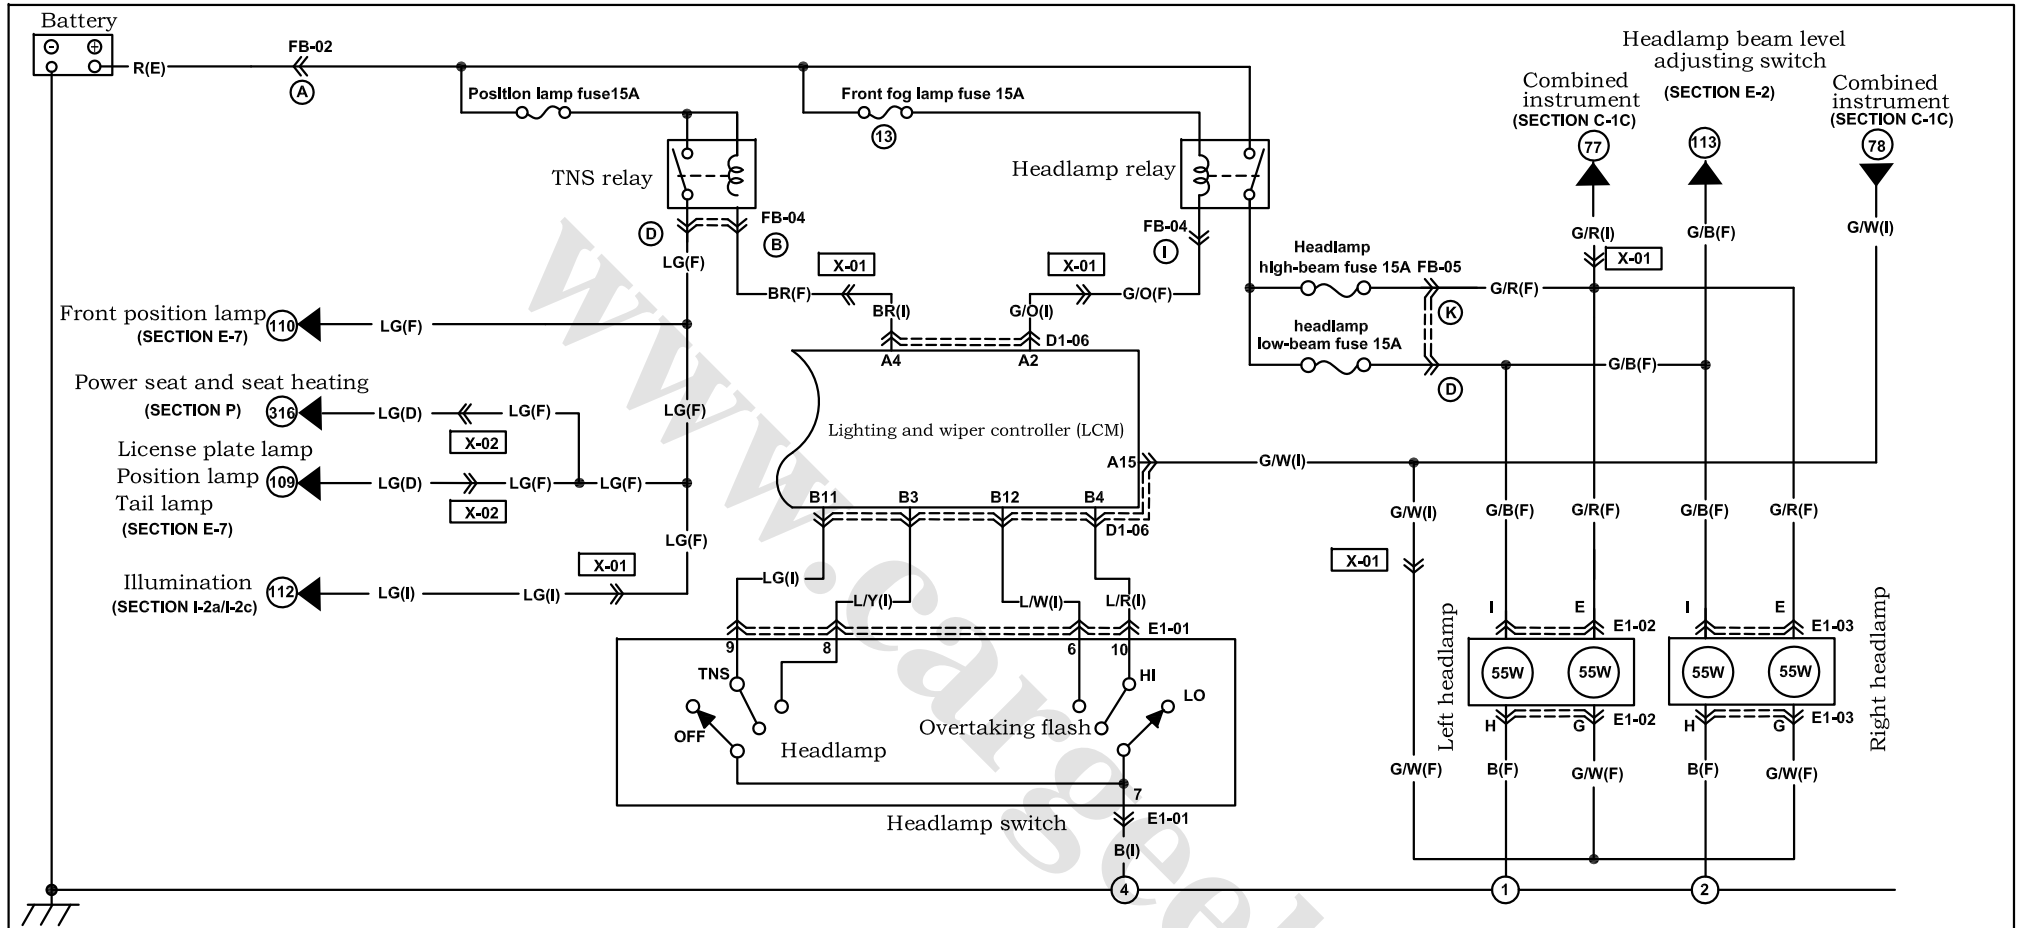 Battery
R(E)
FB-02
A
Position lamp fuse15A
Front fog lamp fuse 15A
13
TNS relay
Headlamp relay
Headlamp beam level
adjusting switch
(SECTION E-2)
Combined
instrument
(SECTION C-1C)
77
113
Combined
instrument
(SECTION C-1C)
78
D
FB-04
B
FB-04
I
G/R(I)
G/B(F)
G/W(I)
X-01
LG(F)
X-01
X-01
BR(F)
G/O(F)
BR(I)
G/O(I)
D1-06
A4
A2
Headlamp
high-beam fuse 15A
FB-05
G/R(F)
K
headlamp
low-beam fuse 15A
G/B(F)
D
Front position lamp
(SECTION E-7)
110
LG(F)
Power seat and seat heating
(SECTION P)
316
LG(D)
LG(F)
X-02
LG(F)
License plate lamp
Position lamp
Tail lamp
(SECTION E-7)
109
LG(D)
LG(F)
LG(F)
X-02
LG(F)
Illumination
(SECTION I-2a/I-2c)
112
LG(I)
LG(I)
X-01
Lighting and wiper controller (LCM)
A15
G/W(I)
B11
B3
B12
B4
D1-06
G/W(I)
G/B(F)
G/R(F)
G/B(F)
G/R(F)
X-01
LG(I)
L/Y(I)
L/W(I)
L/R(I)
E1-01
9
8
6
10
TNS
OFF
Headlamp
Overtaking flash
HI
LO
7
Headlamp switch
E1-01
B(I)
4
I
E
E1-02
I
E
E1-03
Left headlamp
55W
55W
55W
55W
Right headlamp
H
G
E1-02
H
G
E1-03
G/W(F)
B(F)
G/W(F)
B(F)
G/W(F)
1
2